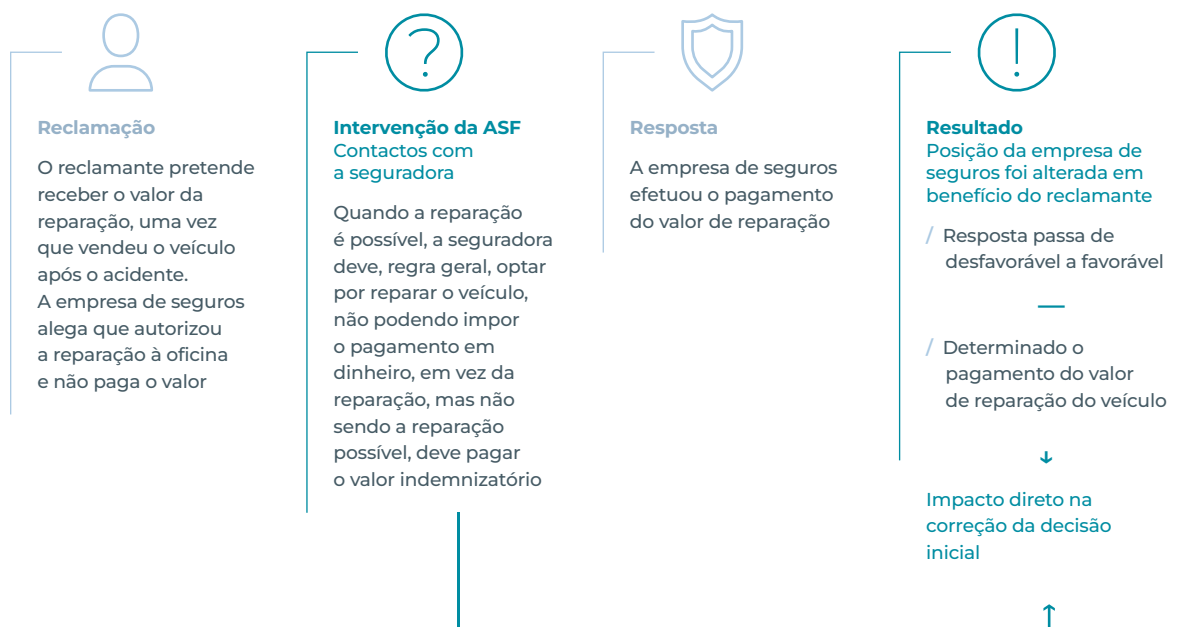 Reclamação
O reclamante pretende
receber o valor da
reparação, uma vez
que vendeu o veículo
após o acidente.
A empresa de seguros
alega que autorizou
a reparação à oficina
e não paga o valor
Intervenção da ASF
Contactos com
a seguradora
Quando a reparação
é possível, a seguradora
deve, regra geral, optar
por reparar o veículo,
não podendo impor
o pagamento em
dinheiro, em vez da
reparação, mas não
sendo a reparação
possível, deve pagar
o valor indemnizatório
Resposta
A empresa de seguros
efetuou o pagamento
do valor de reparação
Resultado
Posição da empresa de
seguros foi alterada em
benefício do reclamante
/ Resposta passa de
desfavorável a favorável
/ Determinado o
pagamento do valor
de reparação do veículo
Impacto direto na
correção da decisão
inicial